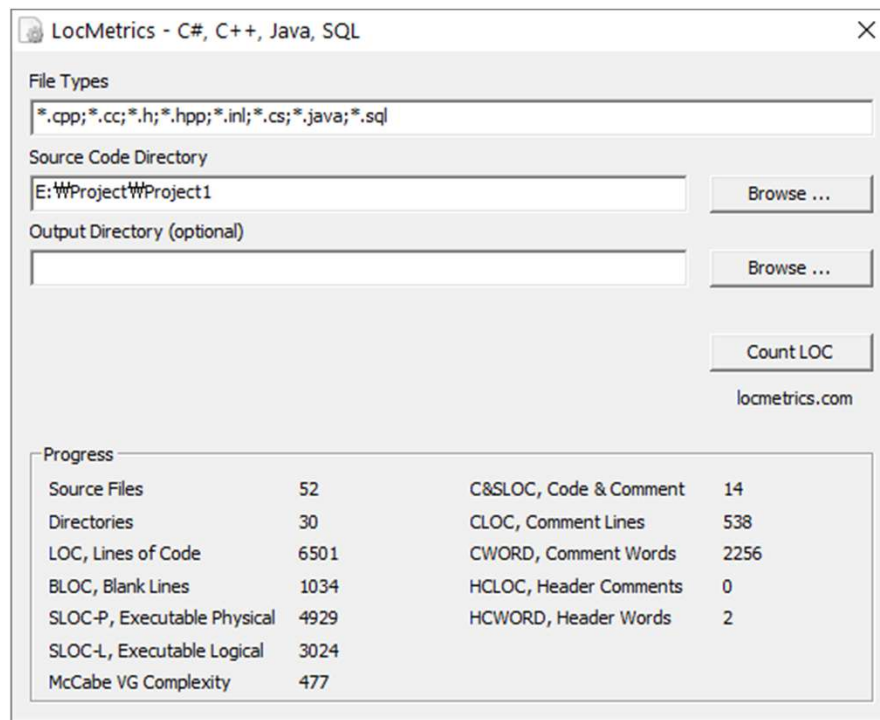 LocMetrics - C#, C++, Java, SQL
File Types
*.cpp;*.cc;*.h;*.hpp;*.inl;*.cs;*.java;*.sql
Source Code Directory
E:₩Project₩Project1
Browse ...
Output Directory (optional)
Browse ...
Count LOC
locmetrics.com
Progress
Source Files 52
Directories 30
LOC, Lines of Code 6501
BLOC, Blank Lines 1034
SLOC-P, Executable Physical 4929
SLOC-L, Executable Logical 3024
McCabe VG Complexity 477
C&SLOC, Code & Comment 14
CLOC, Comment Lines 538
CWORD, Comment Words 2256
HCLOC, Header Comments 0
HCWORD, Header Words 2